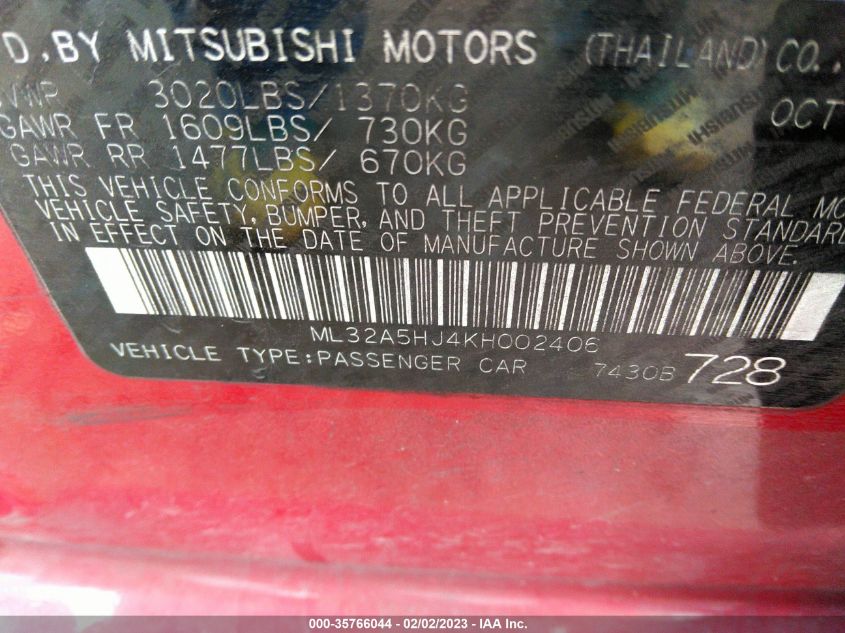 D.BY MITSUBISHI MOTORS (THAILAND)CO.,
3020LBS/1370KG OCT
GAWR FR 1609LBS/ 730KG
GAWR RR 1477LBS/ 670KG
THIS VEHICLE CONFORMS TO ALL APPLICABLE FEDERAL MO
VEHICLE SAFETY, BUMPER, AND THEFT PREVENTION STANDARD
IN EFFECT ON THE DATE OF MANUFACTURE SHOWN ABOVE.
ML32A5HJ4KH002406
VEHICLE TYPE:PASSENGER CAR 7430B 728
000-35766044 - 02/02/2023 - IAA Inc.